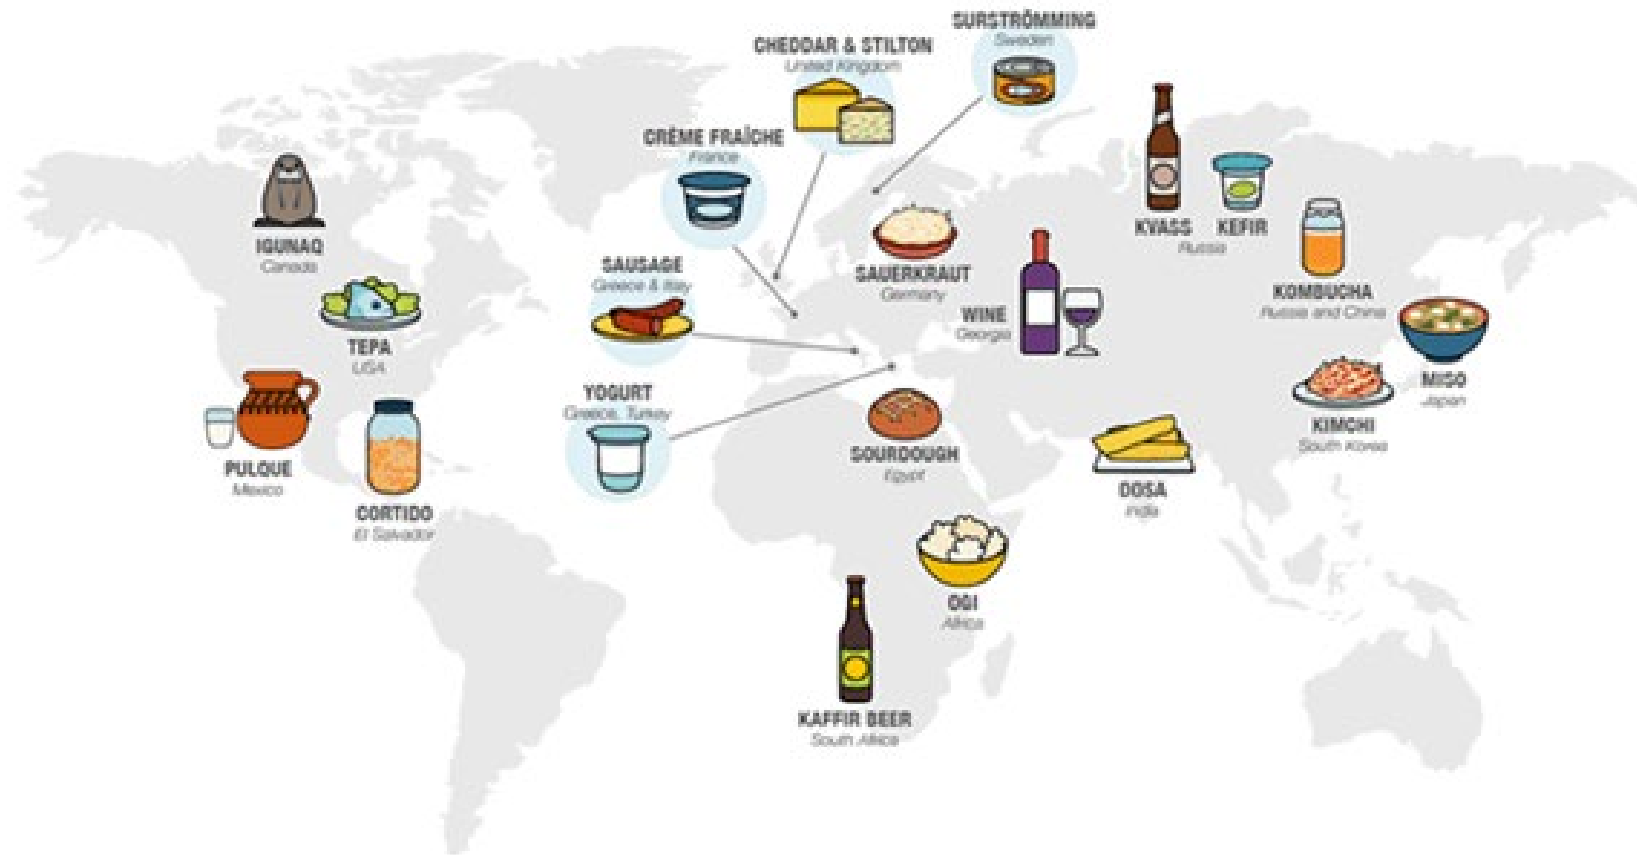 SURSTRÖMMING
Sweden
CHEDDAR & STILTON
United Kingdom
CRÈME FRAÎCHE
France
KVASS
KEFIR
Russia
IGUNAQ
Canada
SAUSAGE
Greece & Italy
SAUERKRAUT
Germany
WINE
Georgia
KOMBUCHA
Russia and China
TEPA
USA
MISO
Japan
YOGURT
Greece, Turkey
KIMCHI
South Korea
SOURDOUGH
Egypt
PULQUE
Mexico
DOSA
India
CORTIDO
El Salvador
OGI
Africa
KAFFIR BEER
South Africa